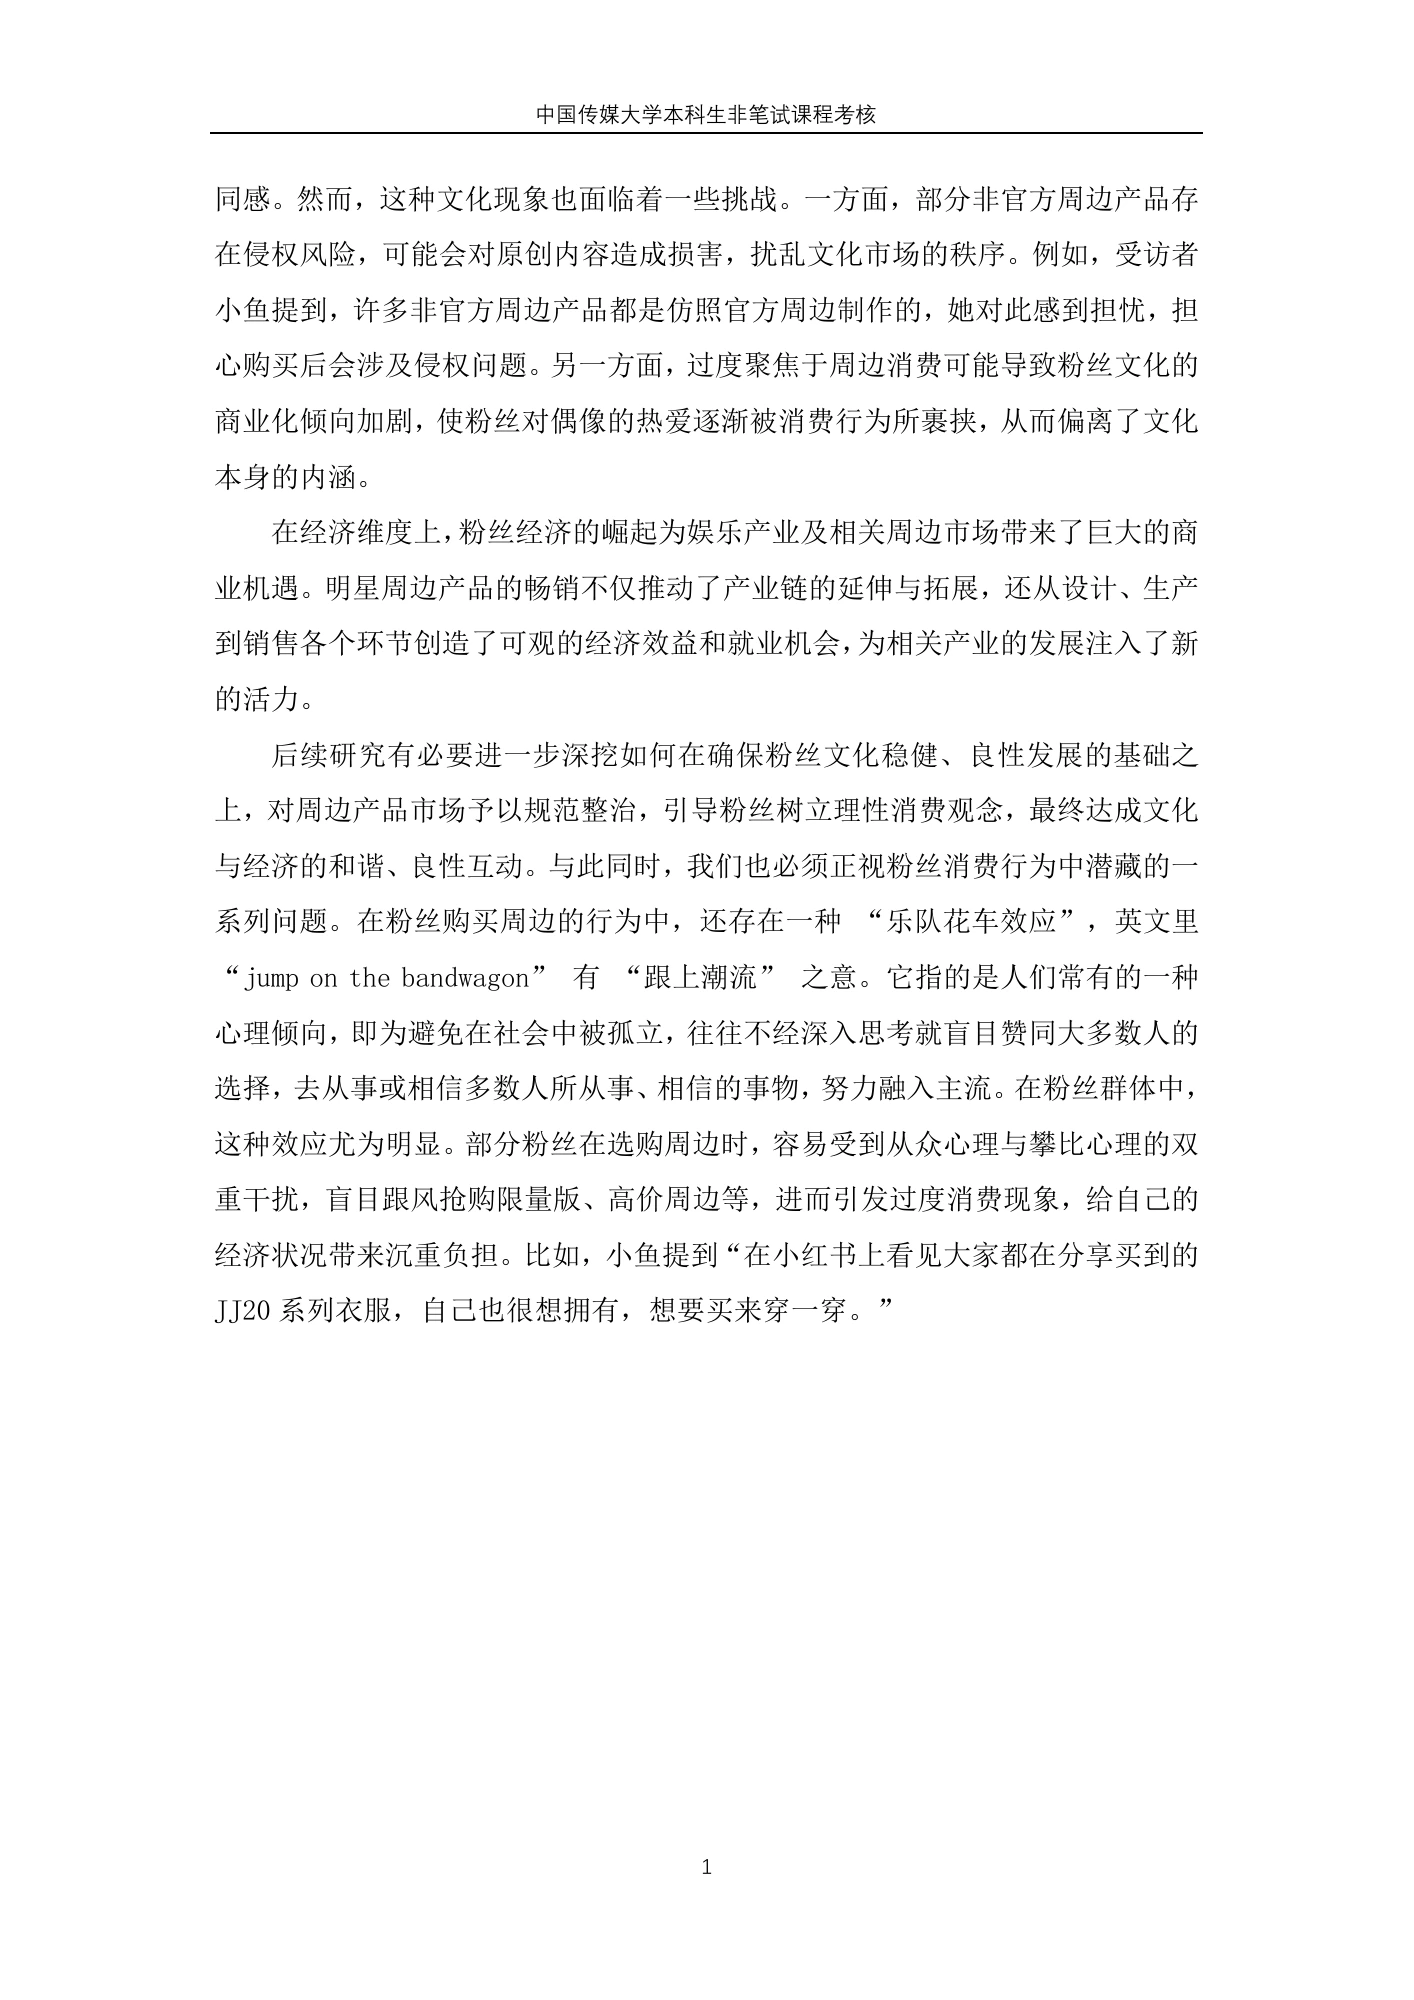 中国传媒大学本科生非笔试课程考核
同感。然而，这种文化现象也面临着一些挑战。一方面，部分非官方周边产品存
在侵权风险，可能会对原创内容造成损害，扰乱文化市场的秩序。例如，受访者
小鱼提到，许多非官方周边产品都是仿照官方周边制作的，她对此感到担忧，担
心购买后会涉及侵权问题。另一方面，过度聚焦于周边消费可能导致粉丝文化的
商业化倾向加剧，使粉丝对偶像的热爱逐渐被消费行为所裹挟，从而偏离了文化
本身的内涵。
在经济维度上，粉丝经济的崛起为娱乐产业及相关周边市场带来了巨大的商
业机遇。明星周边产品的畅销不仅推动了产业链的延伸与拓展，还从设计、生产
到销售各个环节创造了可观的经济效益和就业机会，为相关产业的发展注入了新
的活力。
后续研究有必要进一步深挖如何在确保粉丝文化稳健、良性发展的基础之
上，对周边产品市场予以规范整治，引导粉丝树立理性消费观念，最终达成文化
与经济的和谐、良性互动。与此同时，我们也必须正视粉丝消费行为中潜藏的一
系列问题。在粉丝购买周边的行为中，还存在一种 “乐队花车效应”，英文里
“jump on the bandwagon” 有 “跟上潮流” 之意。它指的是人们常有的一种
心理倾向，即为避免在社会中被孤立，往往不经深入思考就盲目赞同大多数人的
选择，去从事或相信多数人所从事、相信的事物，努力融入主流。在粉丝群体中，
这种效应尤为明显。部分粉丝在选购周边时，容易受到从众心理与攀比心理的双
重干扰，盲目跟风抢购限量版、高价周边等，进而引发过度消费现象，给自己的
经济状况带来沉重负担。比如，小鱼提到“在小红书上看见大家都在分享买到的
JJ20 系列衣服，自己也很想拥有，想要买来穿一穿。”
1